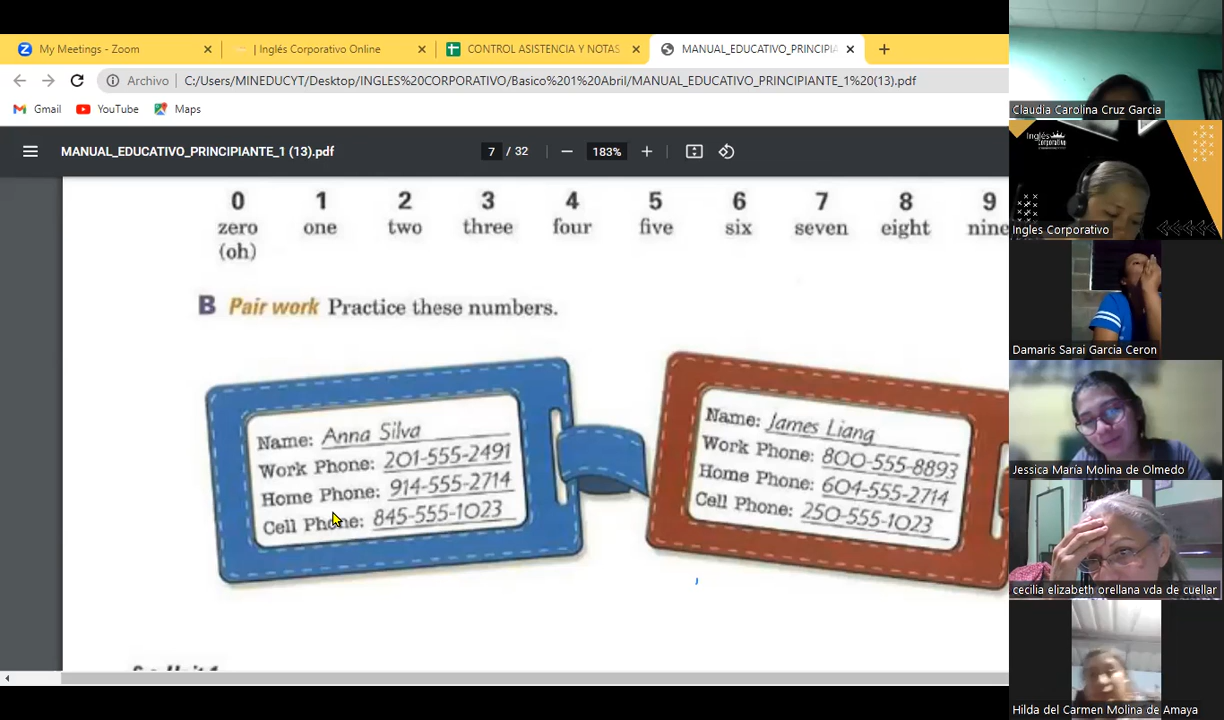 My Meetings - Zoom
| Inglés Corporativo Online
CONTROL ASISTENCIA Y NOTAS
MANUAL_EDUCATIVO_PRINCIPIA
Archivo
C:/Users/MINEDUCYT/Desktop/INGLES%20CORPORATIVO/Basico%201%20Abril/MANUAL_EDUCATIVO_PRINCIPIANTE_1%20(13).pdf
Gmail YouTube Maps
MANUAL_EDUCATIVO_PRINCIPIANTE_1 (13).pdf
7 / 32 — 183% +
0 1 2 3 4 5 6 7 8 9
zero one two three four five six seven eight nine
(oh)
B Pair work Practice these numbers.
Name: Anna Silva
Work Phone: 201-555-2491
Home Phone: 914-555-2714
Cell Phone: 845-555-1023
Name: James Liang
Work Phone: 800-555-8893
Home Phone: 604-555-2714
Cell Phone: 250-555-1023
Claudia Carolina Cruz Garcia
Inglés
Corporativo
Ingles Corporativo
Damaris Sarai Garcia Ceron
Jessica María Molina de Olmedo
cecilia elizabeth orellana vda de cuellar
Hilda del Carmen Molina de Amaya